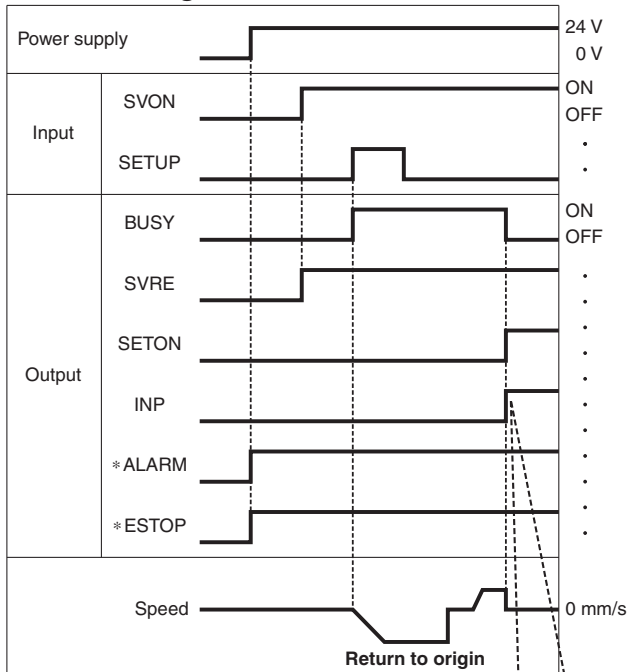 Power supply
24 V
0 V
Input
SVON
ON
OFF
SETUP
Output
BUSY
ON
OFF
SVRE
SETON
INP
*ALARM
*ESTOP
Speed
0 mm/s
Return to origin